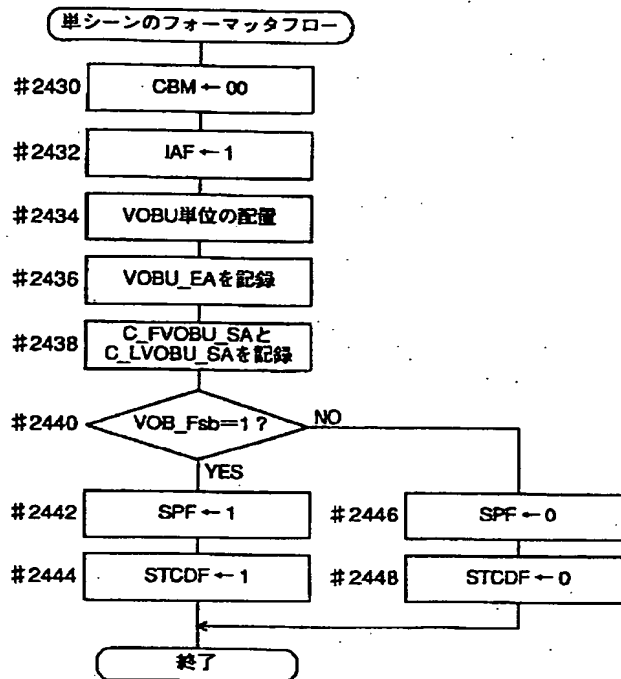 単シーンのフォーマッタフロー
#2430 CBM←00
#2432 IAF←1
#2434 VOBU単位の配置
#2436 VOBU_EAを記録
#2438 C_FVOBU_SAと
C_LVOBU_SAを記録
#2440 VOB_Fsb=1? NO
YES
#2442 SPF←1 #2446 SPF←0
#2444 STCDF←1 #2448 STCDF←0
終了